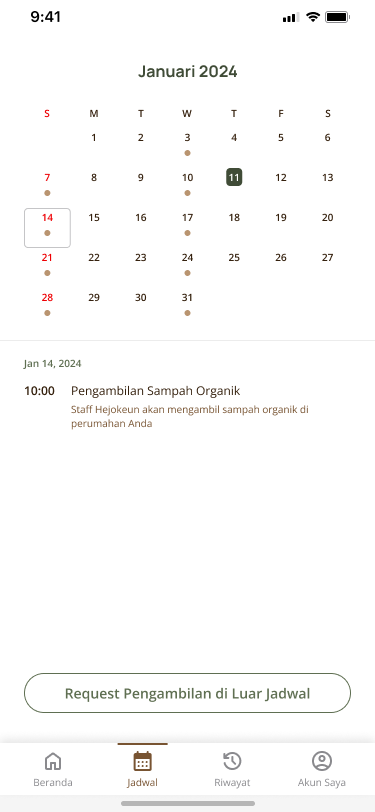 9:41
Januari 2024
S M T W T F S
1 2 3 4 5 6
7 8 9 10 11 12 13
14 15 16 17 18 19 20
21 22 23 24 25 26 27
28 29 30 31
Jan 14, 2024
10:00 Pengambilan Sampah Organik
Staff Hejokeun akan mengambil sampah organik di
perumahan Anda
Request Pengambilan di Luar Jadwal
Beranda Jadwal Riwayat Akun Saya